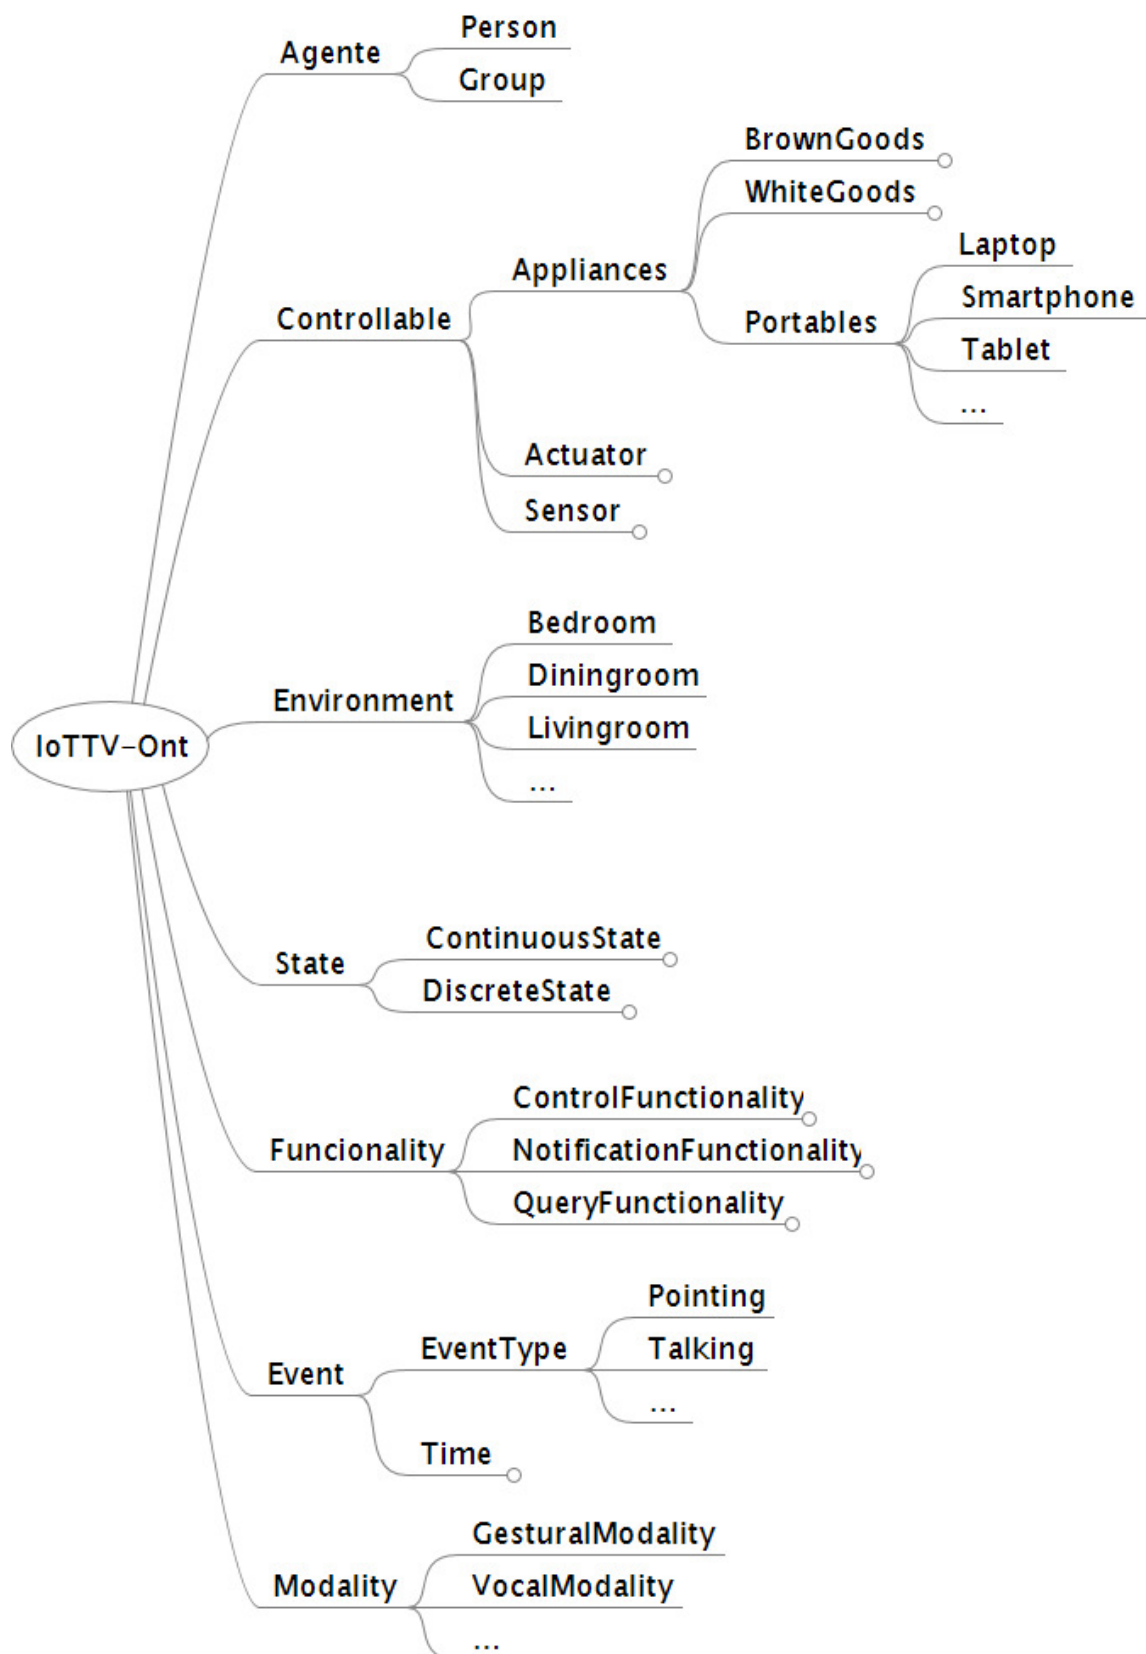 Agente
Person
Group
Controllable
Appliances
BrownGoods
WhiteGoods
Portables
Laptop
Smartphone
Tablet
...
Actuator
Sensor
IoTTV-Ont
Environment
Bedroom
Diningroom
Livingroom
...
State
ContinuousState
DiscreteState
Funcionality
ControlFunctionality
NotificationFunctionality
QueryFunctionality
Event
EventType
Pointing
Talking
...
Time
Modality
GesturalModality
VocalModality
...